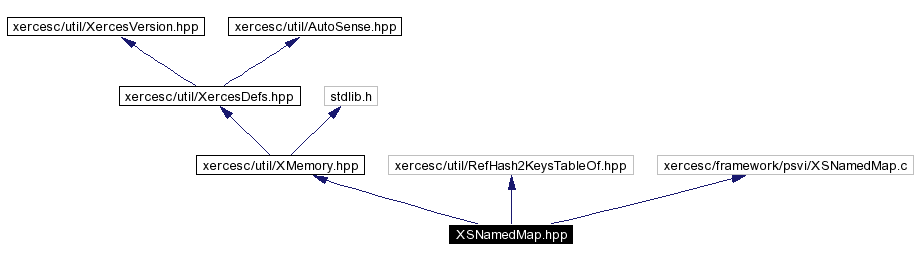 xercesc/util/XercesVersion.hpp
xercesc/util/AutoSense.hpp
xercesc/util/XercesDefs.hpp
stdlib.h
xercesc/util/XMemory.hpp
xercesc/util/RefHash2KeysTableOf.hpp
xercesc/framework/psvi/XSNamedMap.c
XSNamedMap.hpp